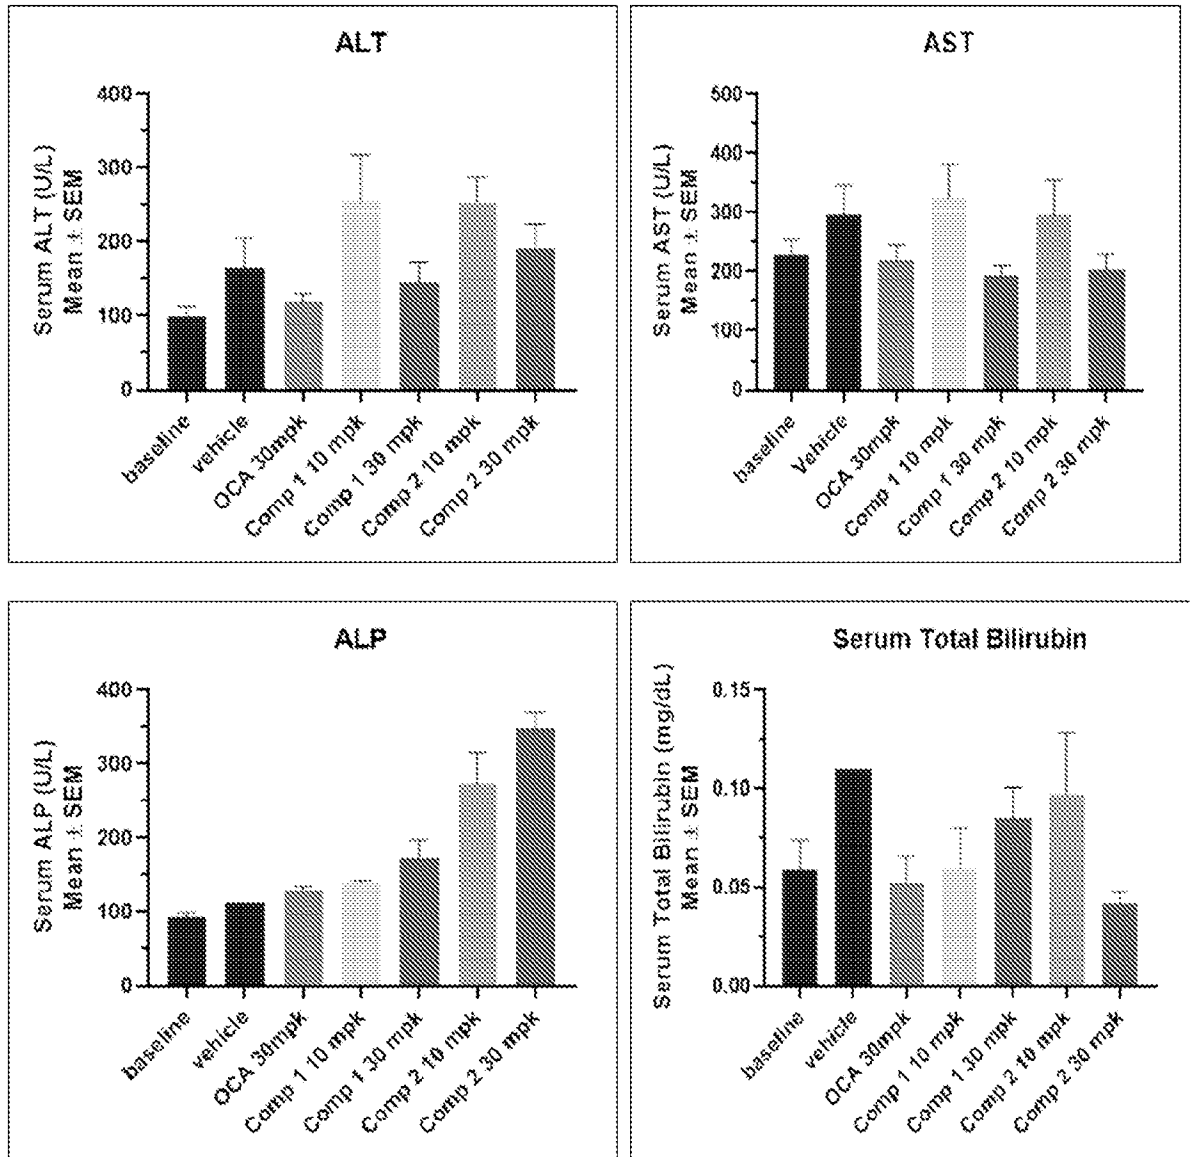 ALT
Serum ALT (U/L)
Mean ± SEM
400
300
200
100
0
baseline
vehicle
OCA 30mpk
Comp 1 10 mpk
Comp 1 30 mpk
Comp 2 10 mpk
Comp 2 30 mpk
AST
Serum AST (U/L)
Mean ± SEM
500
400
300
200
100
0
baseline
Vehicle
OCA 30mpk
Comp 1 10 mpk
Comp 1 30 mpk
Comp 2 10 mpk
Comp 2 30 mpk
ALP
Serum ALP (U/L)
Mean ± SEM
400
300
200
100
0
baseline
vehicle
OCA 30mpk
Comp 1 10 mpk
Comp 1 30 mpk
Comp 2 10 mpk
Comp 2 30 mpk
Serum Total Bilirubin
Serum Total Bilirubin (mg/dL)
Mean ± SEM
0.15
0.10
0.05
0.00
baseline
vehicle
OCA 30mpk
Comp 1 10 mpk
Comp 1 30 mpk
Comp 2 10 mpk
Comp 2 30 mpk